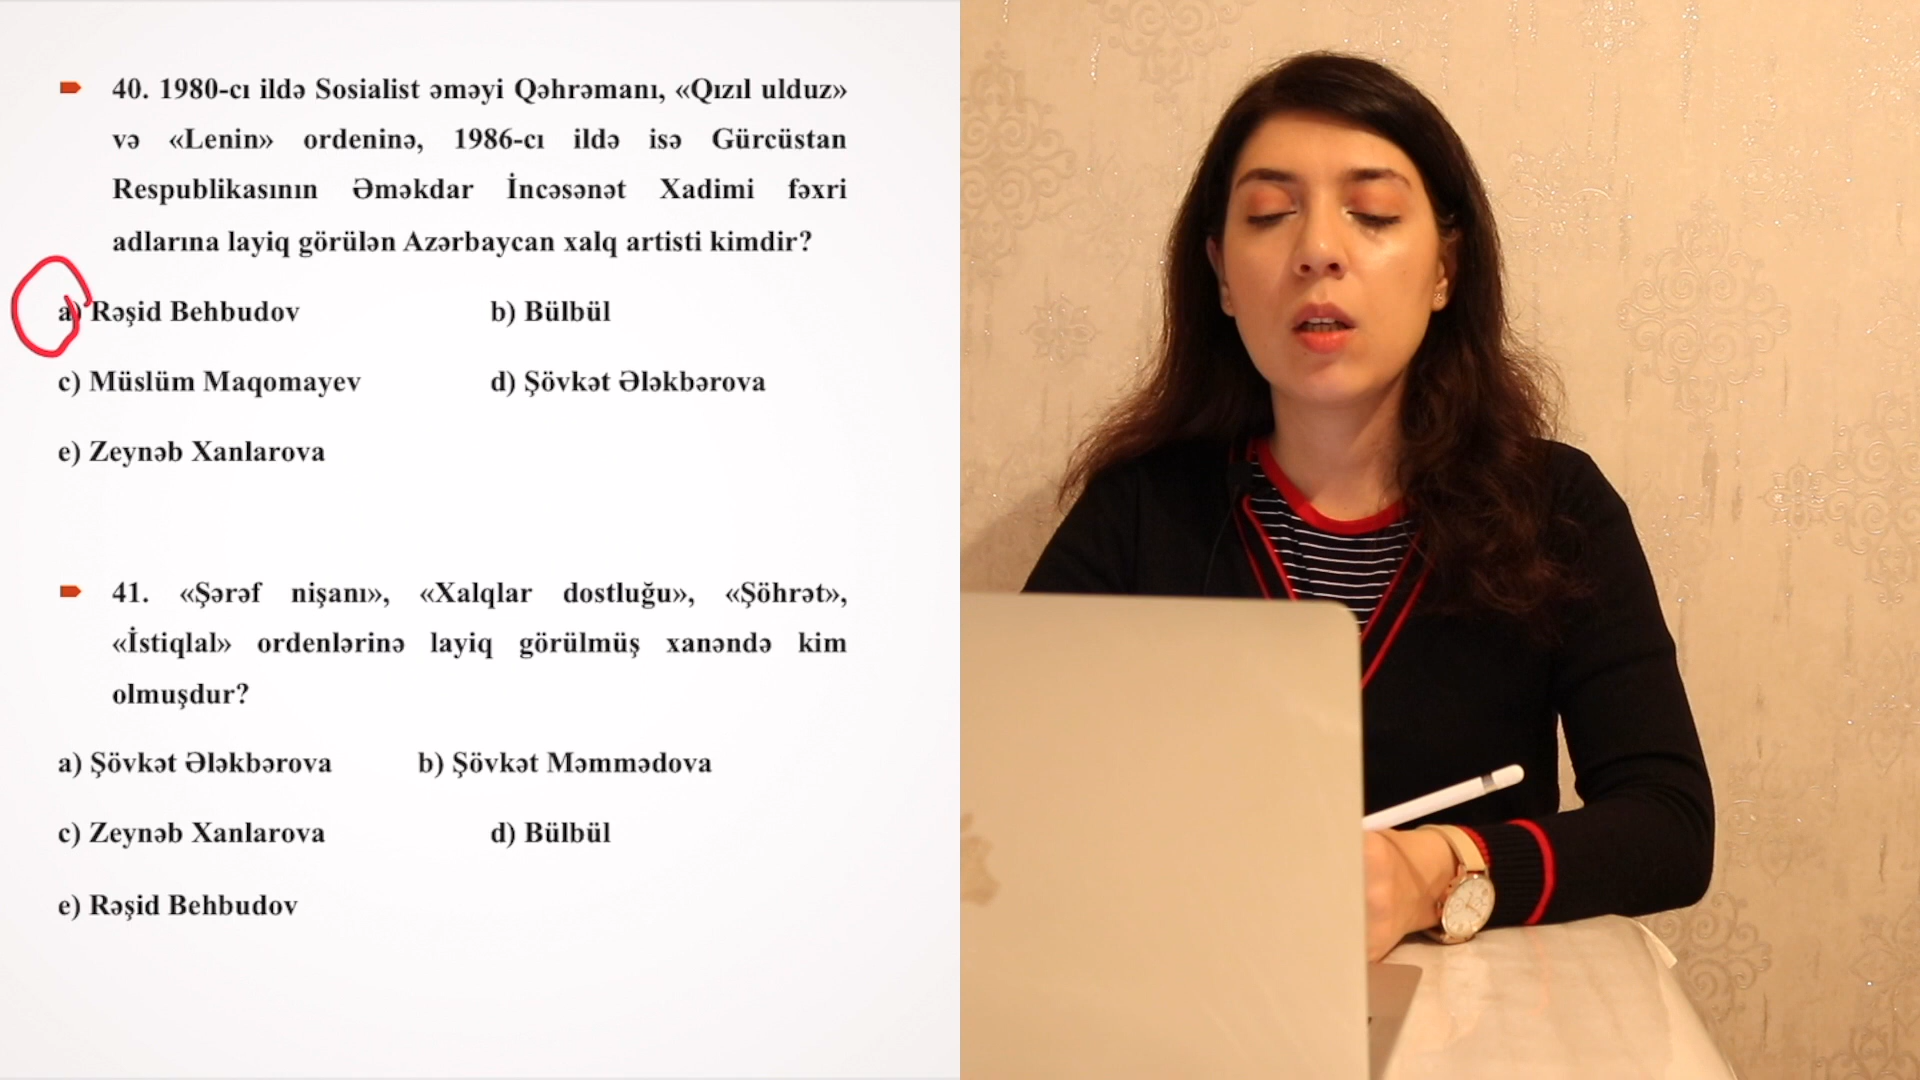 40. 1980-cı ildə Sosialist əməyi Qəhrəmanı, «Qızıl ulduz»
və «Lenin» ordeninə, 1986-cı ildə isə Gürcüstan
Respublikasının Əməkdar İncəsənət Xadimi fəxri
adlarına layiq görülən Azərbaycan xalq artisti kimdir?
a) Rəşid Behbudov b) Bülbül
c) Müslüm Maqomayev d) Şövkət Ələkbərova
e) Zeynəb Xanlarova
41. «Şərəf nişanı», «Xalqlar dostluğu», «Şöhrət»,
«İstiqlal» ordenlərinə layiq görülmüş xanəndə kim
olmuşdur?
a) Şövkət Ələkbərova b) Şövkət Məmmədova
c) Zeynəb Xanlarova d) Bülbül
e) Rəşid Behbudov